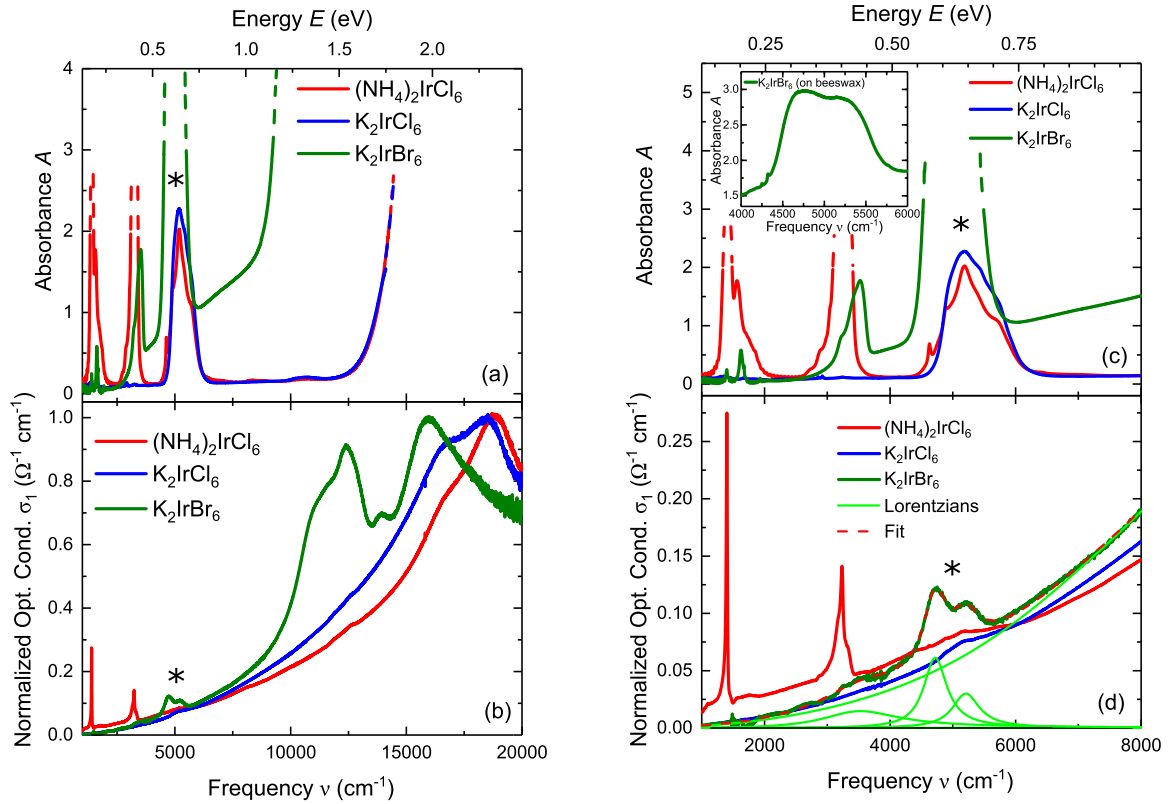 Energy E (eV)
0.5 1.0 1.5 2.0
4
3
2
1
0
Absorbance A
(NH4)2IrCl6
K2IrCl6
K2IrBr6
*
(a)
1.0
0.8
0.6
0.4
0.2
0.0
Normalized Opt. Cond. σ1 (Ω-1 cm-1)
(NH4)2IrCl6
K2IrCl6
K2IrBr6
*
(b)
5000 10000 15000 20000
Frequency ν (cm-1)
Energy E (eV)
0.25 0.50 0.75
5
4
3
2
1
0
Absorbance A
K2IrBr6 (on beeswax)
3.0
2.5
2.0
1.5
Absorbance A
4000 4500 5000 5500 6000
Frequency ν (cm-1)
(NH4)2IrCl6
K2IrCl6
K2IrBr6
*
(c)
0.25
0.20
0.15
0.10
0.05
0.00
Normalized Opt. Cond. σ1 (Ω-1 cm-1)
(NH4)2IrCl6
K2IrCl6
K2IrBr6
Lorentzians
Fit
*
(d)
2000 4000 6000 8000
Frequency ν (cm-1)